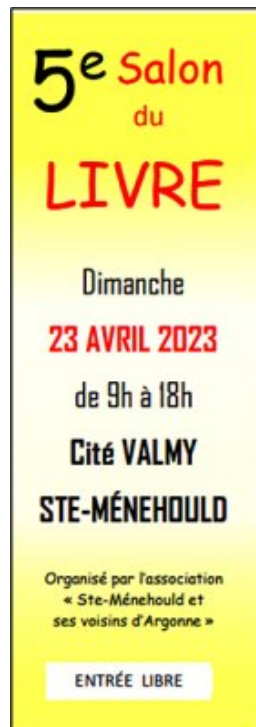 5e Salon
du
LIVRE
Dimanche
23 AVRIL 2023
de 9h à 18h
Cité VALMY
STE-MÉNEHOULD
Organisé par l'association
« Ste-Ménehould et
ses voisins d'Argonne »
ENTRÉE LIBRE